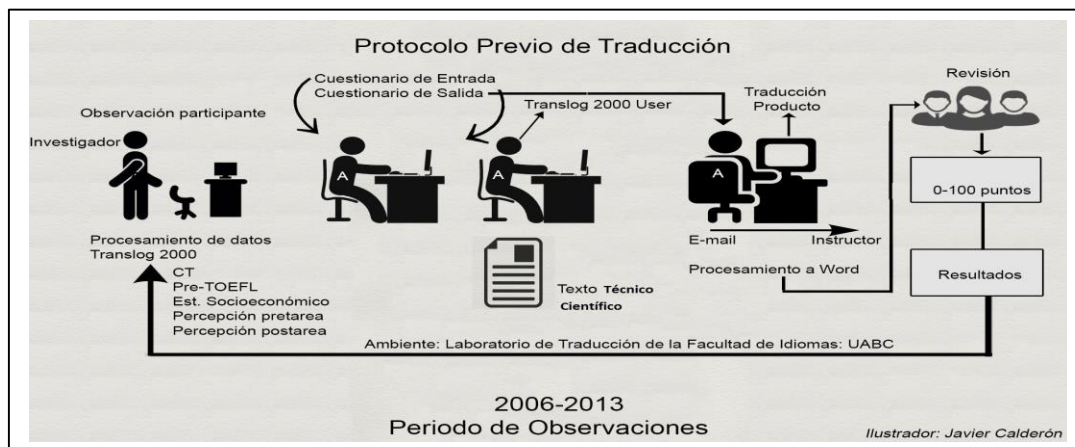 Protocolo Previo de Traducción
Cuestionario de Entrada
Cuestionario de Salida
Translog 2000 User
Traducción
Producto
Revisión
Observación participante
Investigador
A
A
A
0-100 puntos
E-mail
Instructor
Procesamiento a Word
Resultados
Procesamiento de datos
Translog 2000
CT
Pre-TOEFL
Est. Socioeconómico
Percepción pretarea
Percepción postarea
Texto Técnico
Científico
Ambiente: Laboratorio de Traducción de la Facultad de Idiomas: UABC
2006-2013
Periodo de Observaciones
Ilustrador: Javier Calderón